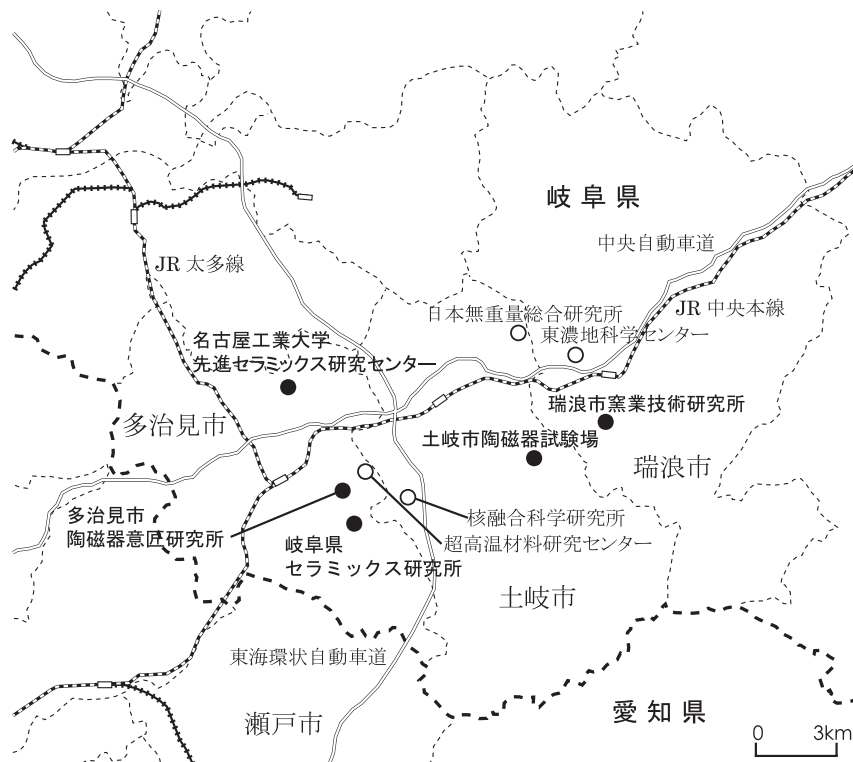 岐阜県
中央自動車道
JR 太多線
JR 中央本線
日本無重量総合研究所
東濃地科学センター
名古屋工業大学
先進セラミックス研究センター
瑞浪市窯業技術研究所
多治見市
土岐市陶磁器試験場
瑞浪市
多治見市
陶磁器意匠研究所
核融合科学研究所
超高温材料研究センター
岐阜県
セラミックス研究所
土岐市
東海環状自動車道
瀬戸市
愛知県
0 3km